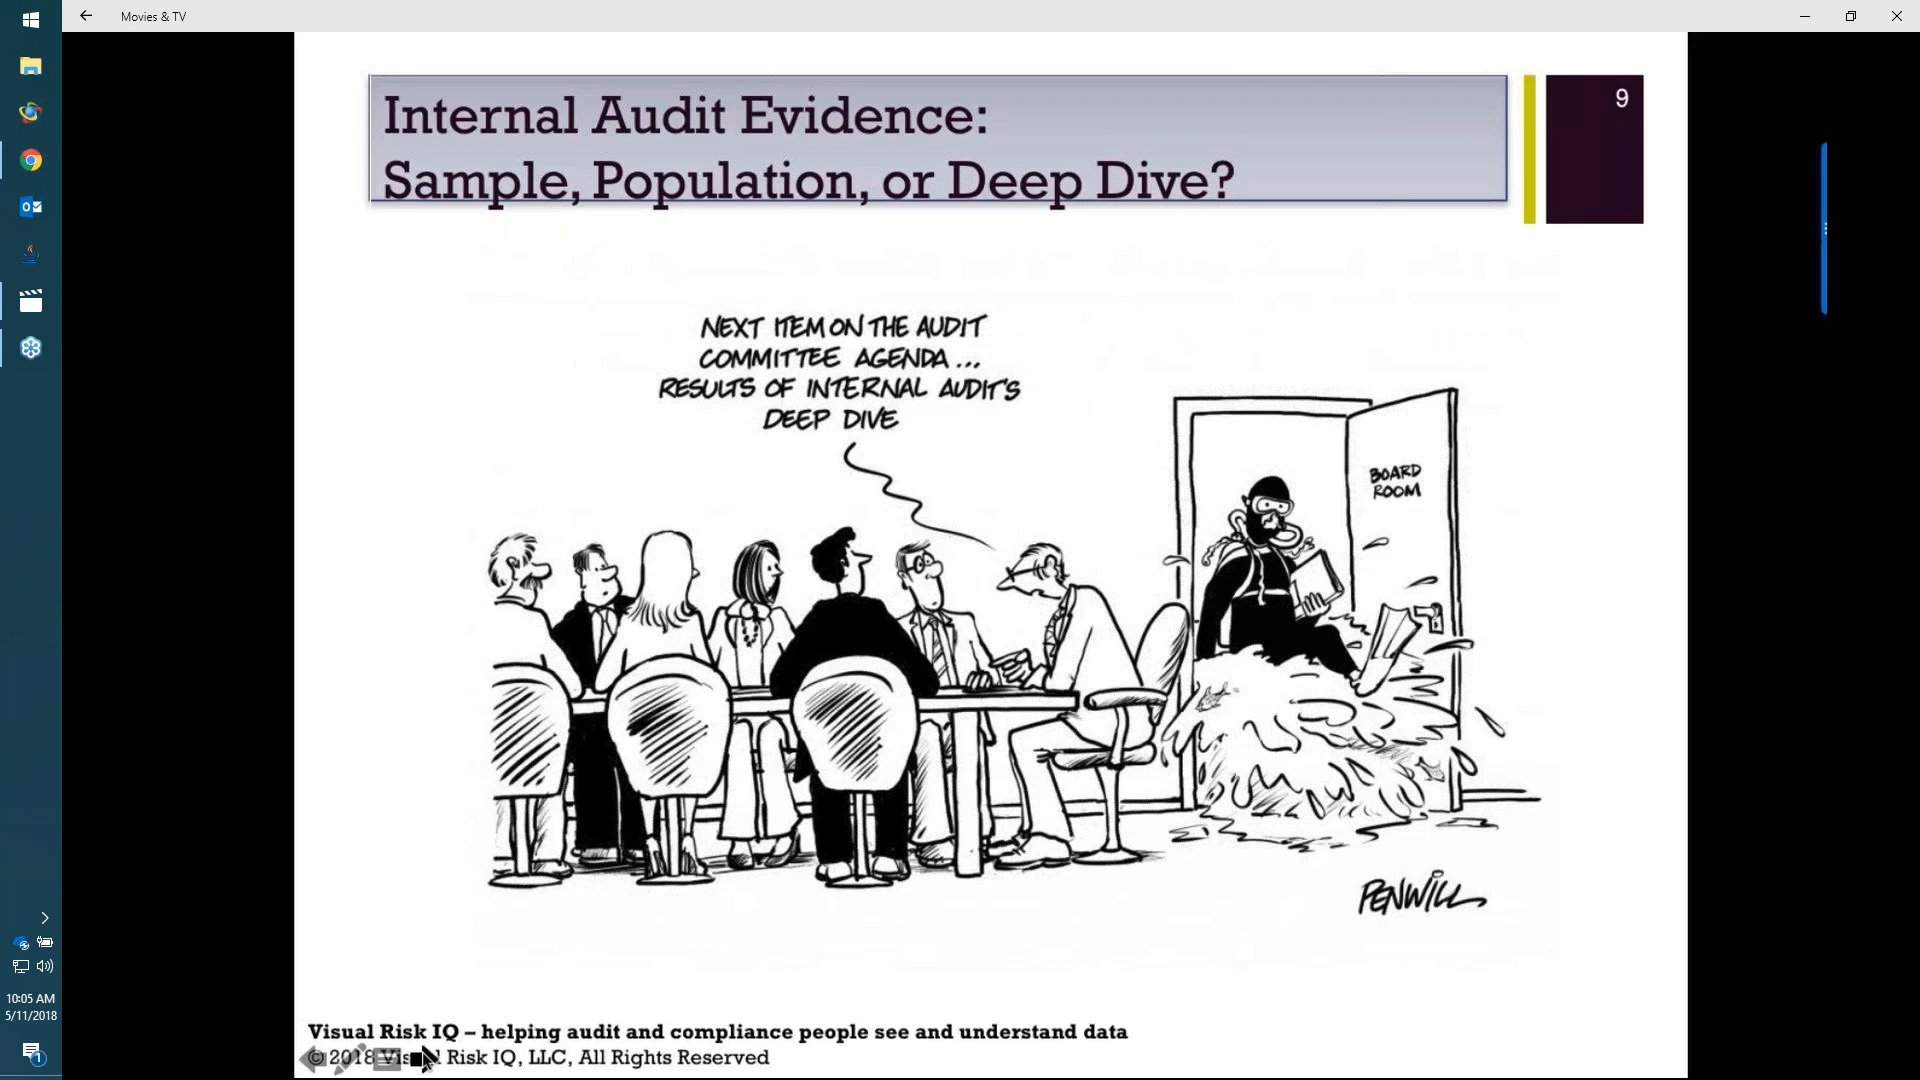 Movies & TV
Internal Audit Evidence:
Sample, Population, or Deep Dive?
9
NEXT ITEM ON THE AUDIT
COMMITTEE AGENDA...
RESULTS OF INTERNAL AUDIT'S
DEEP DIVE
BOARD
ROOM
PENWILL
Visual Risk IQ – helping audit and compliance people see and understand data
© 2018 Visual Risk IQ, LLC, All Rights Reserved
10:05 AM
5/11/2018
1